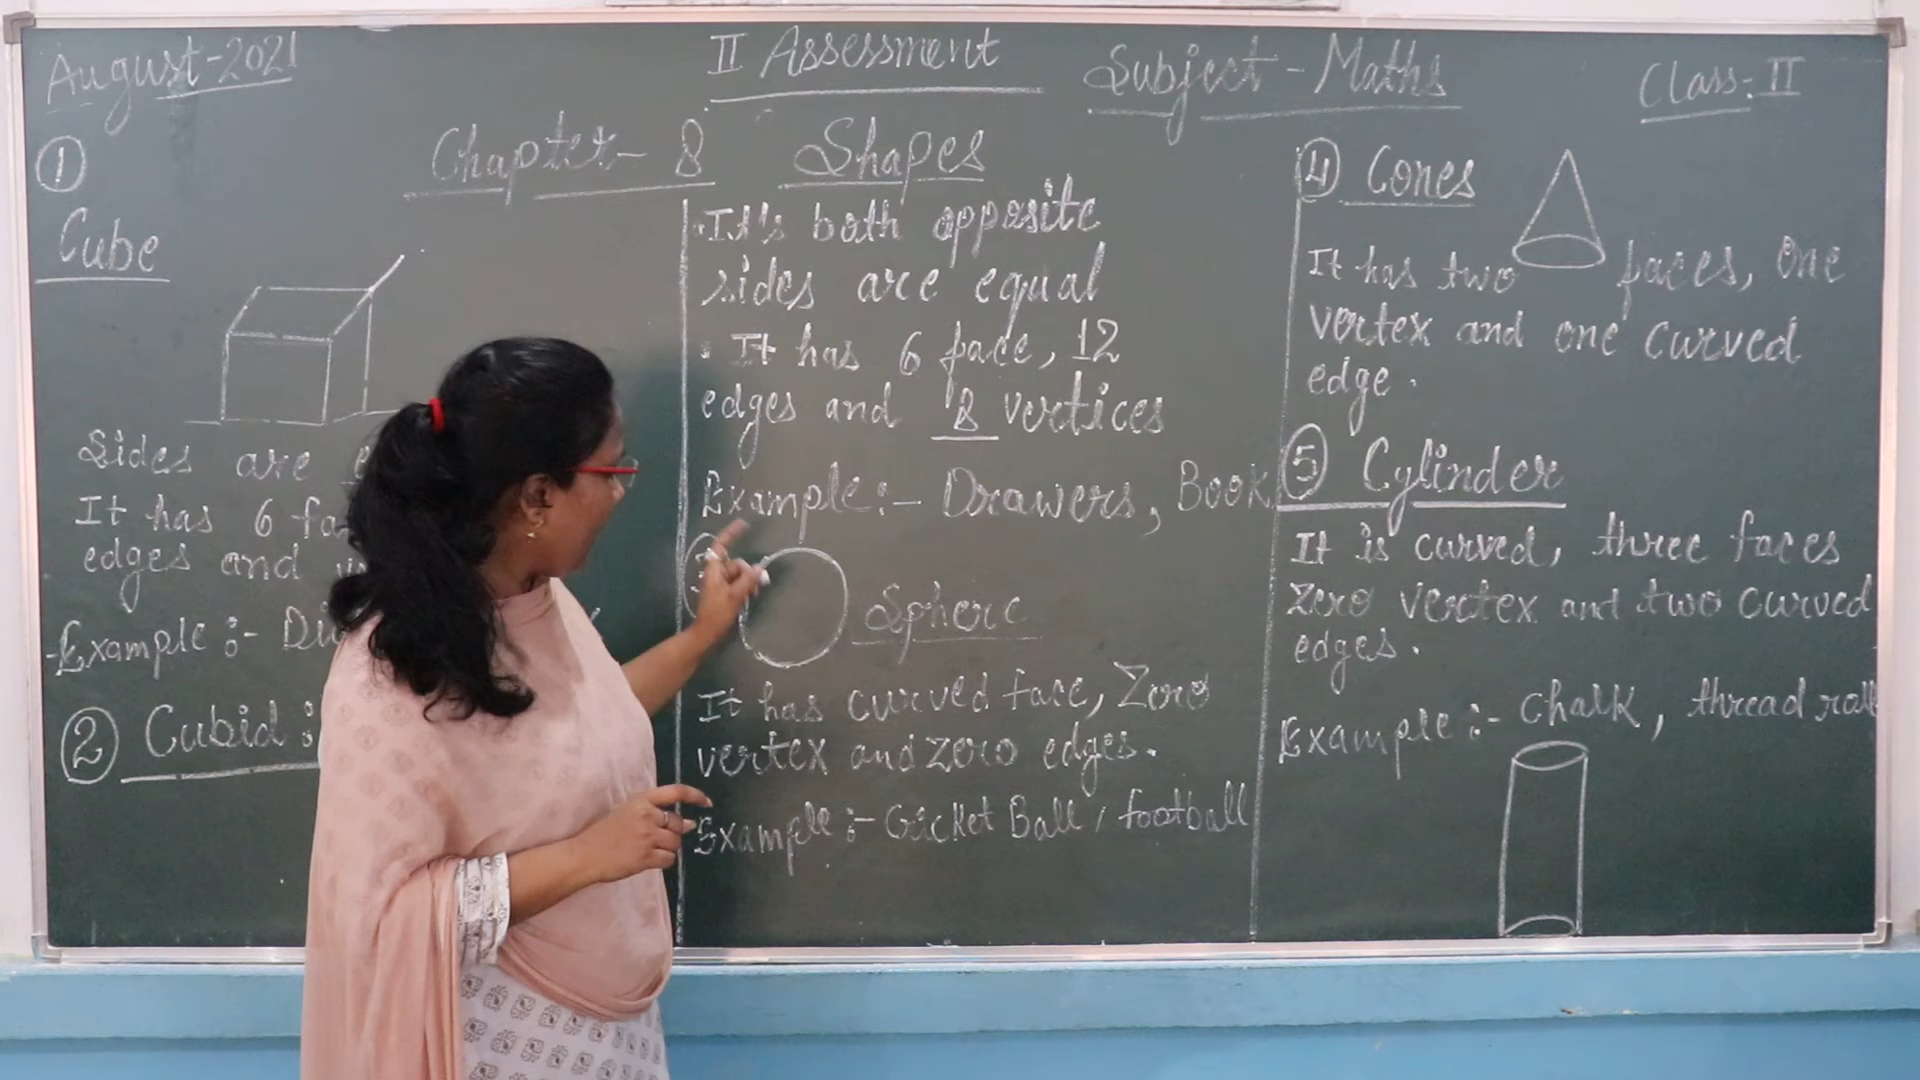 August-2021
II Assessment
Subject - Maths
Class: II
Chapter - 8 Shapes
1
Cube
Sides are
It has 6
edges and
Example :-
2 Cubid :
It's both opposite
sides are equal
It has 6 face, 12
edges and 8 vertices
Example :- Drawers, Book
Sphere
It has curved face, Zero
vertex and zero edges.
Example :- Cricket Ball, football
4 Cones
It has two faces, one
vertex and one curved
edge.
5 Cylinder
It is curved, three faces
zero vertex and two curved
edges.
Example :- chalk, thread